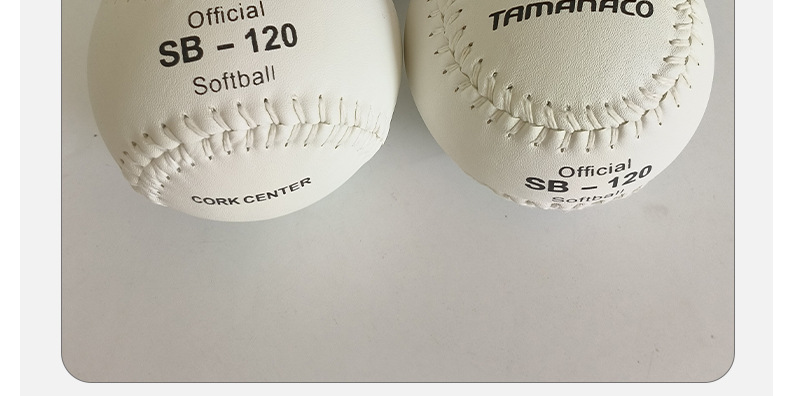 Official
SB - 120
Softball
CORK CENTER
TAMANACO
Official
SB - 120
Softball